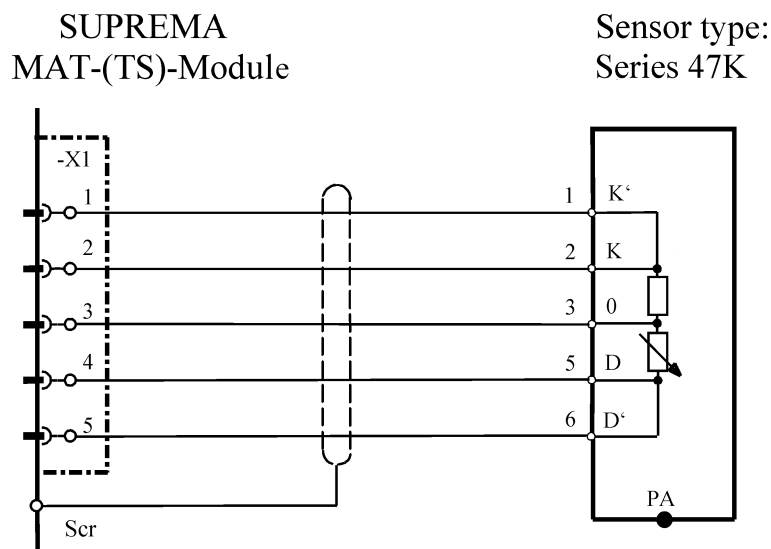 SUPREMA
MAT-(TS)-Module
Sensor type:
Series 47K
-X1
1
1
K‘
2
2
K
3
3
0
4
5
D
5
6
D‘
PA
Scr